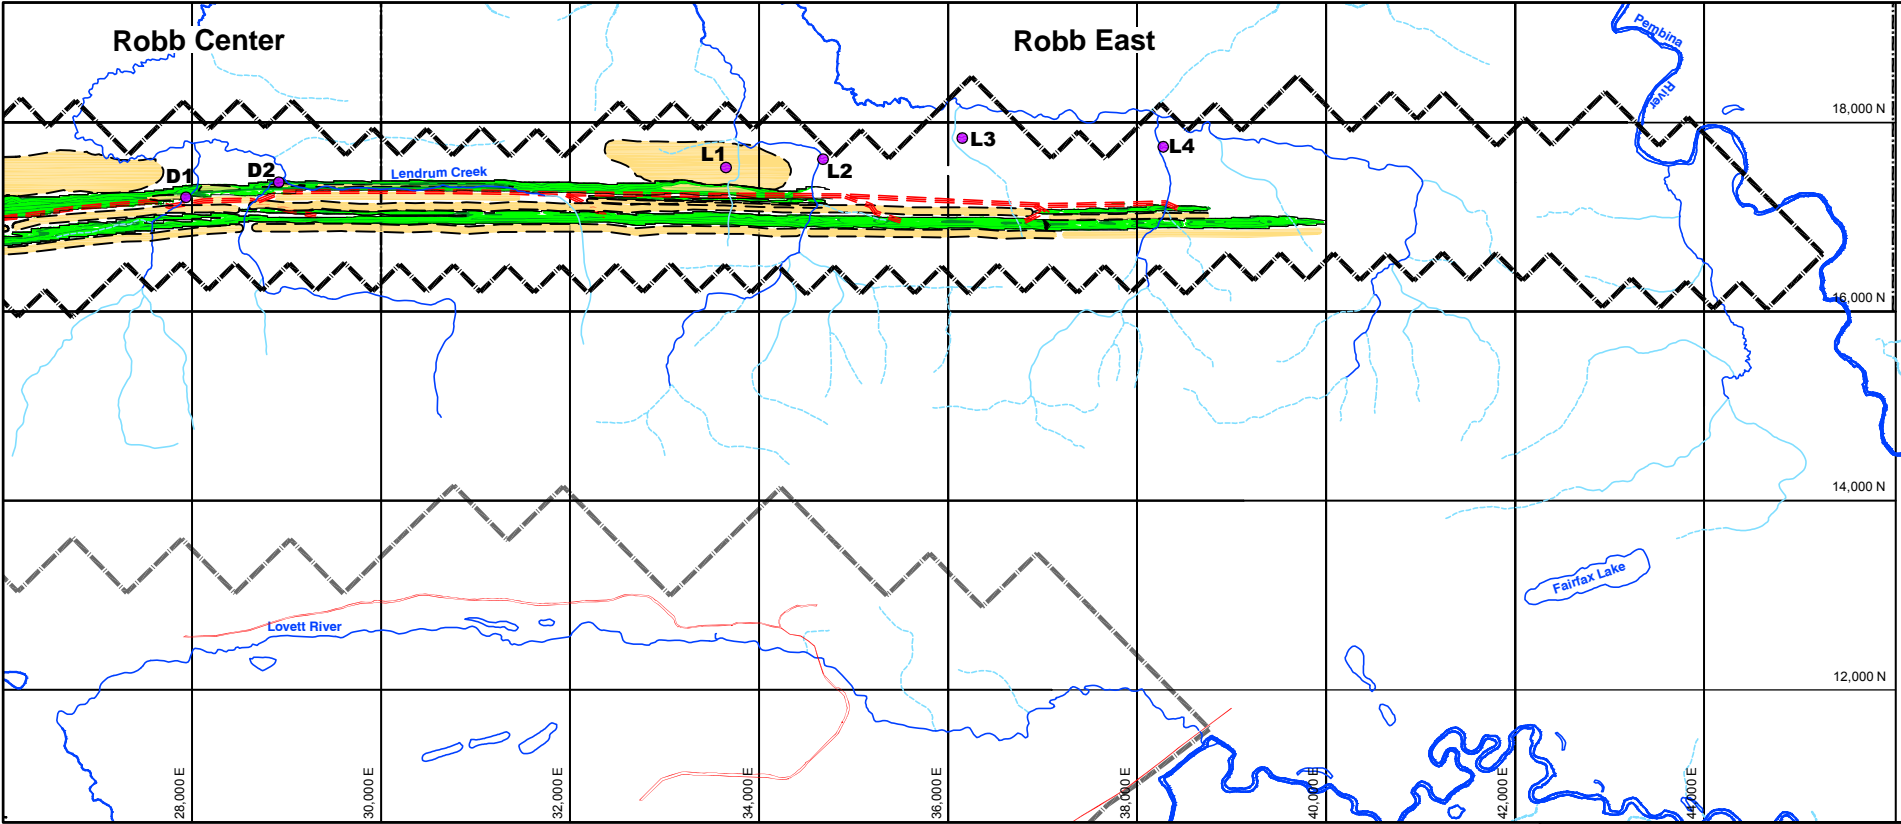 Robb Center
Robb East
Pembina
River
18,000 N
L3
L4
L1
L2
D1
D2
Lendrum Creek
16,000 N
14,000 N
Fairfax Lake
Lovett River
12,000 N
28,000 E
30,000 E
32,000 E
34,000 E
36,000 E
38,000 E
40,000 E
42,000 E
44,000 E